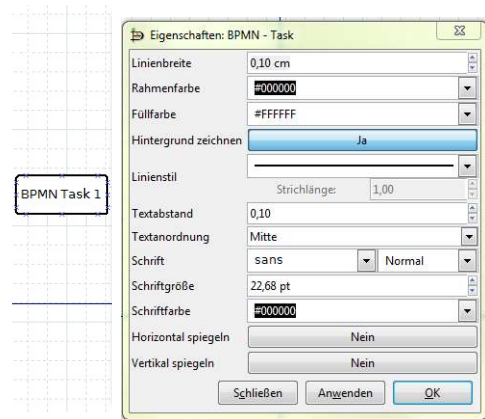 BPMN Task 1
Eigenschaften: BPMN - Task
Linienbreite 0,10 cm
Rahmenfarbe #000000
Füllfarbe #FFFFFF
Hintergrund zeichnen Ja
Linienstil
Strichlänge: 1,00
Textabstand 0,10
Textanordnung Mitte
Schrift sans Normal
Schriftgröße 22,68 pt
Schriftfarbe #000000
Horizontal spiegeln Nein
Vertikal spiegeln Nein
Schließen Anwenden OK